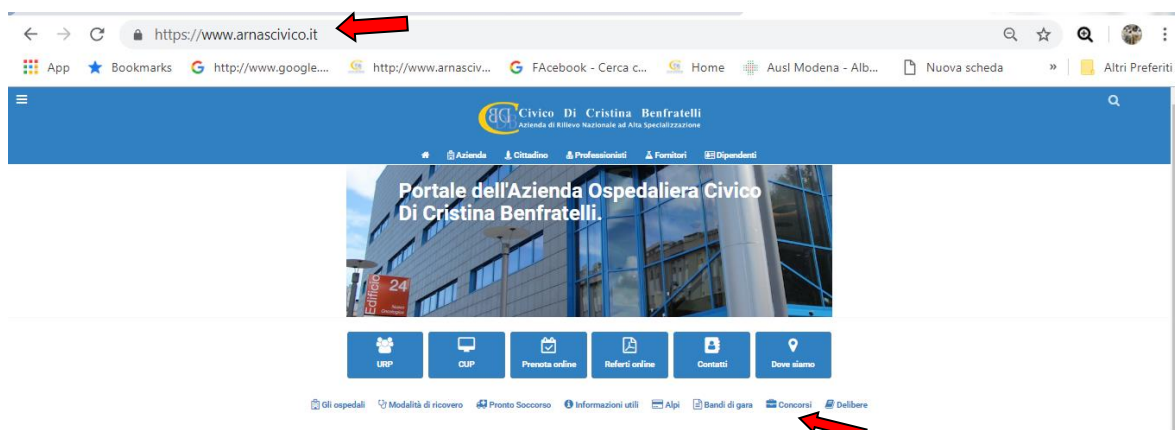 https://www.arnascivico.it
App Bookmarks http://www.google.... http://www.arnasciv... FAcebook - Cerca c... Home Ausl Modena - Alb... Nuova scheda » Altri Preferiti
Civico Di Cristina Benfratelli
Azienda di Rilievo Nazionale ad Alta Specializzazione
Azienda Cittadino Professionisti Fornitori Dipendenti
Portale dell'Azienda Ospedaliera Civico
Di Cristina Benfratelli.
Edificio 24
URP CUP Prenota online Referti online Contatti Dove siamo
Gli ospedali Modalità di ricovero Pronto Soccorso Informazioni utili Alpi Bandi di gara Concorsi Delibere